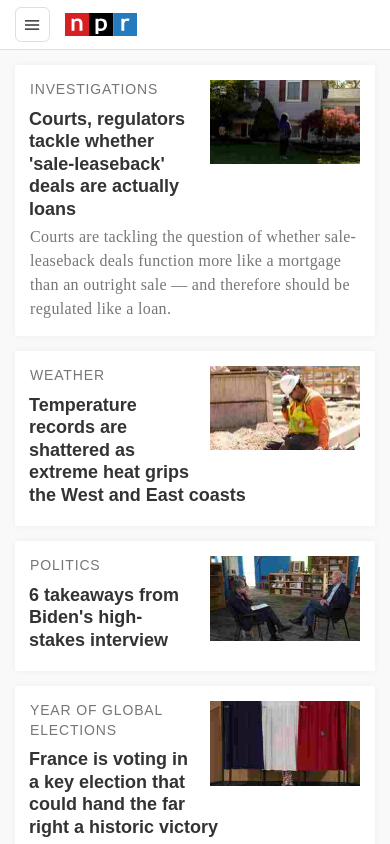 npr
INVESTIGATIONS
Courts, regulators
tackle whether
'sale-leaseback'
deals are actually
loans
Courts are tackling the question of whether sale-
leaseback deals function more like a mortgage
than an outright sale — and therefore should be
regulated like a loan.
WEATHER
Temperature
records are
shattered as
extreme heat grips
the West and East coasts
POLITICS
6 takeaways from
Biden's high-
stakes interview
YEAR OF GLOBAL
ELECTIONS
France is voting in
a key election that
could hand the far
right a historic victory